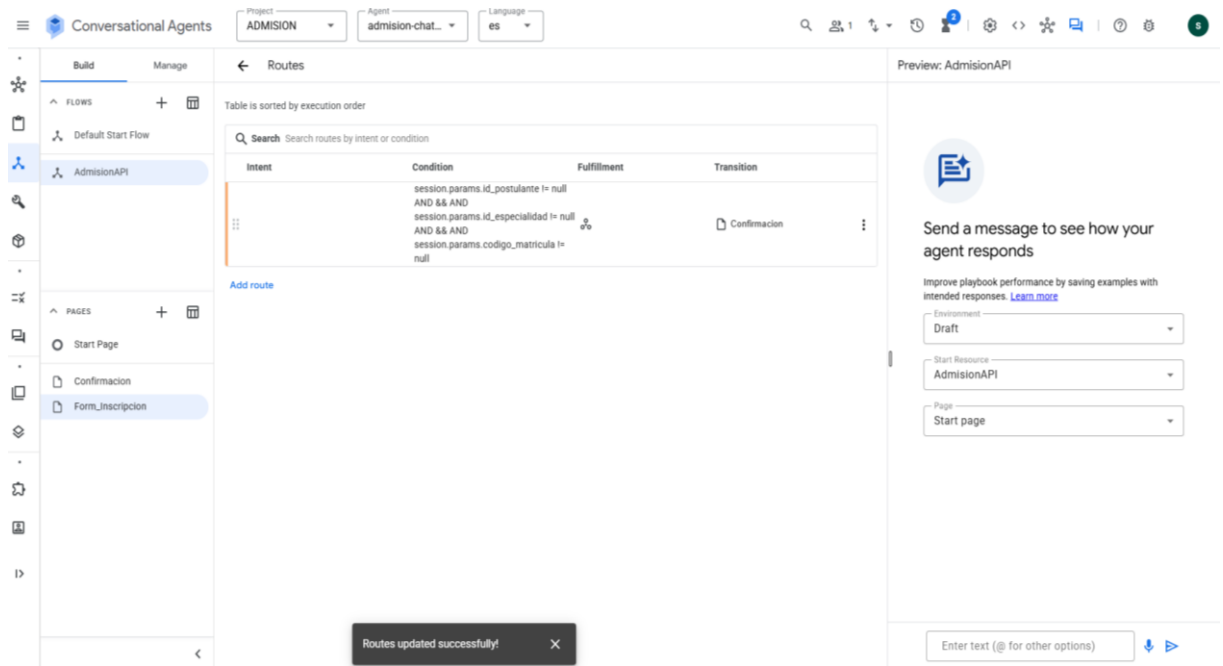 Conversational Agents
Project
ADMISION
Agent
admision-chat...
Language
es
1
2
s
Build
Manage
FLOWS
Default Start Flow
AdmisionAPI
PAGES
Start Page
Confirmacion
Form_Inscripcion
Routes
Table is sorted by execution order
Search Search routes by intent or condition
Intent
Condition
Fulfillment
Transition
session.params.id_postulante != null
AND && AND
session.params.id_especialidad != null
AND && AND
session.params.codigo_matricula !=
null
Confirmacion
Add route
Routes updated successfully!
Preview: AdmisionAPI
Send a message to see how your
agent responds
Improve playbook performance by saving examples with
intended responses. Learn more
Environment
Draft
Start Resource
AdmisionAPI
Page
Start page
Enter text (@ for other options)